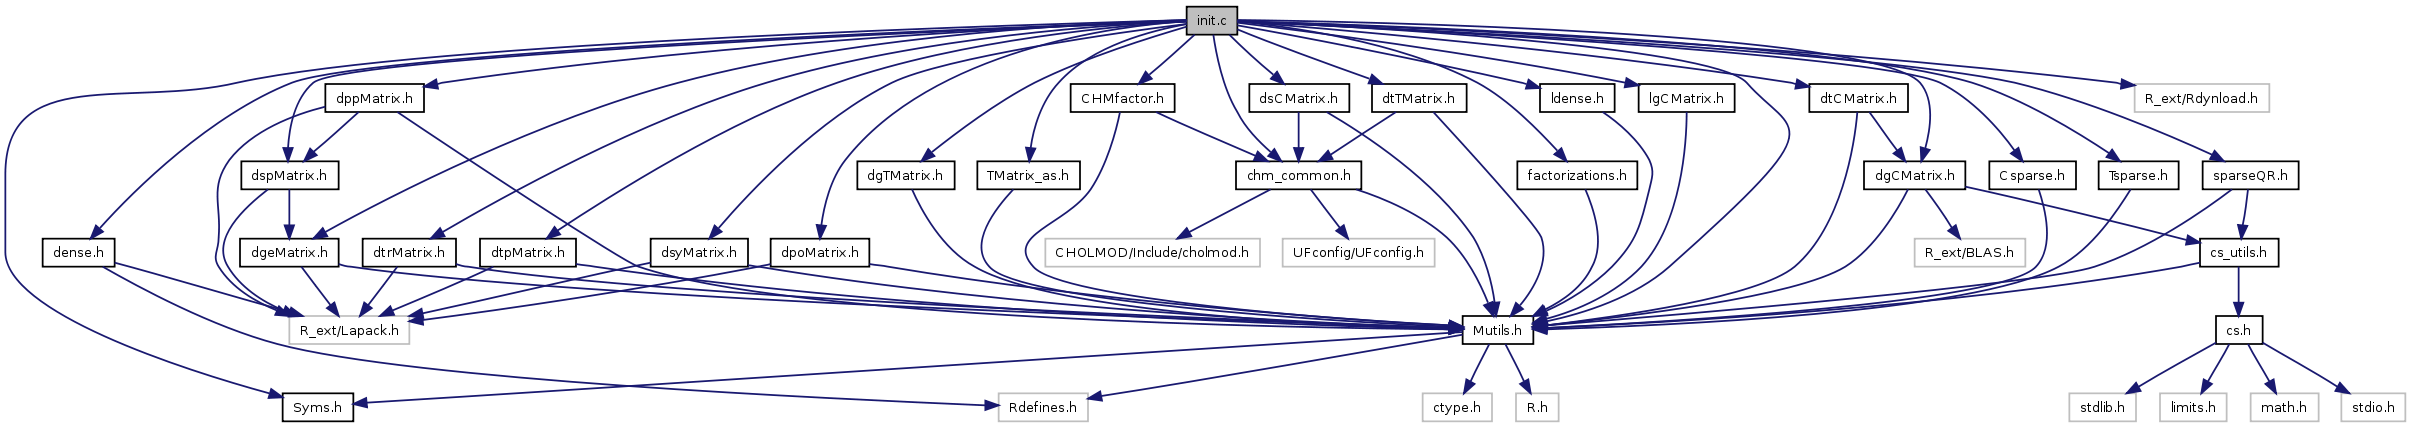 init.c
dppMatrix.h
CHMfactor.h
dsCMatrix.h
dtTMatrix.h
ldense.h
lgCMatrix.h
dtCMatrix.h
R_ext/Rdynload.h
dspMatrix.h
dgTMatrix.h
TMatrix_as.h
chm_common.h
factorizations.h
dgCMatrix.h
Csparse.h
Tsparse.h
sparseQR.h
dense.h
dgeMatrix.h
dtrMatrix.h
dtpMatrix.h
dsyMatrix.h
dpoMatrix.h
CHOLMOD/Include/cholmod.h
UFconfig/UFconfig.h
R_ext/BLAS.h
cs_utils.h
R_ext/Lapack.h
Mutils.h
cs.h
Syms.h
Rdefines.h
ctype.h
R.h
stdlib.h
limits.h
math.h
stdio.h